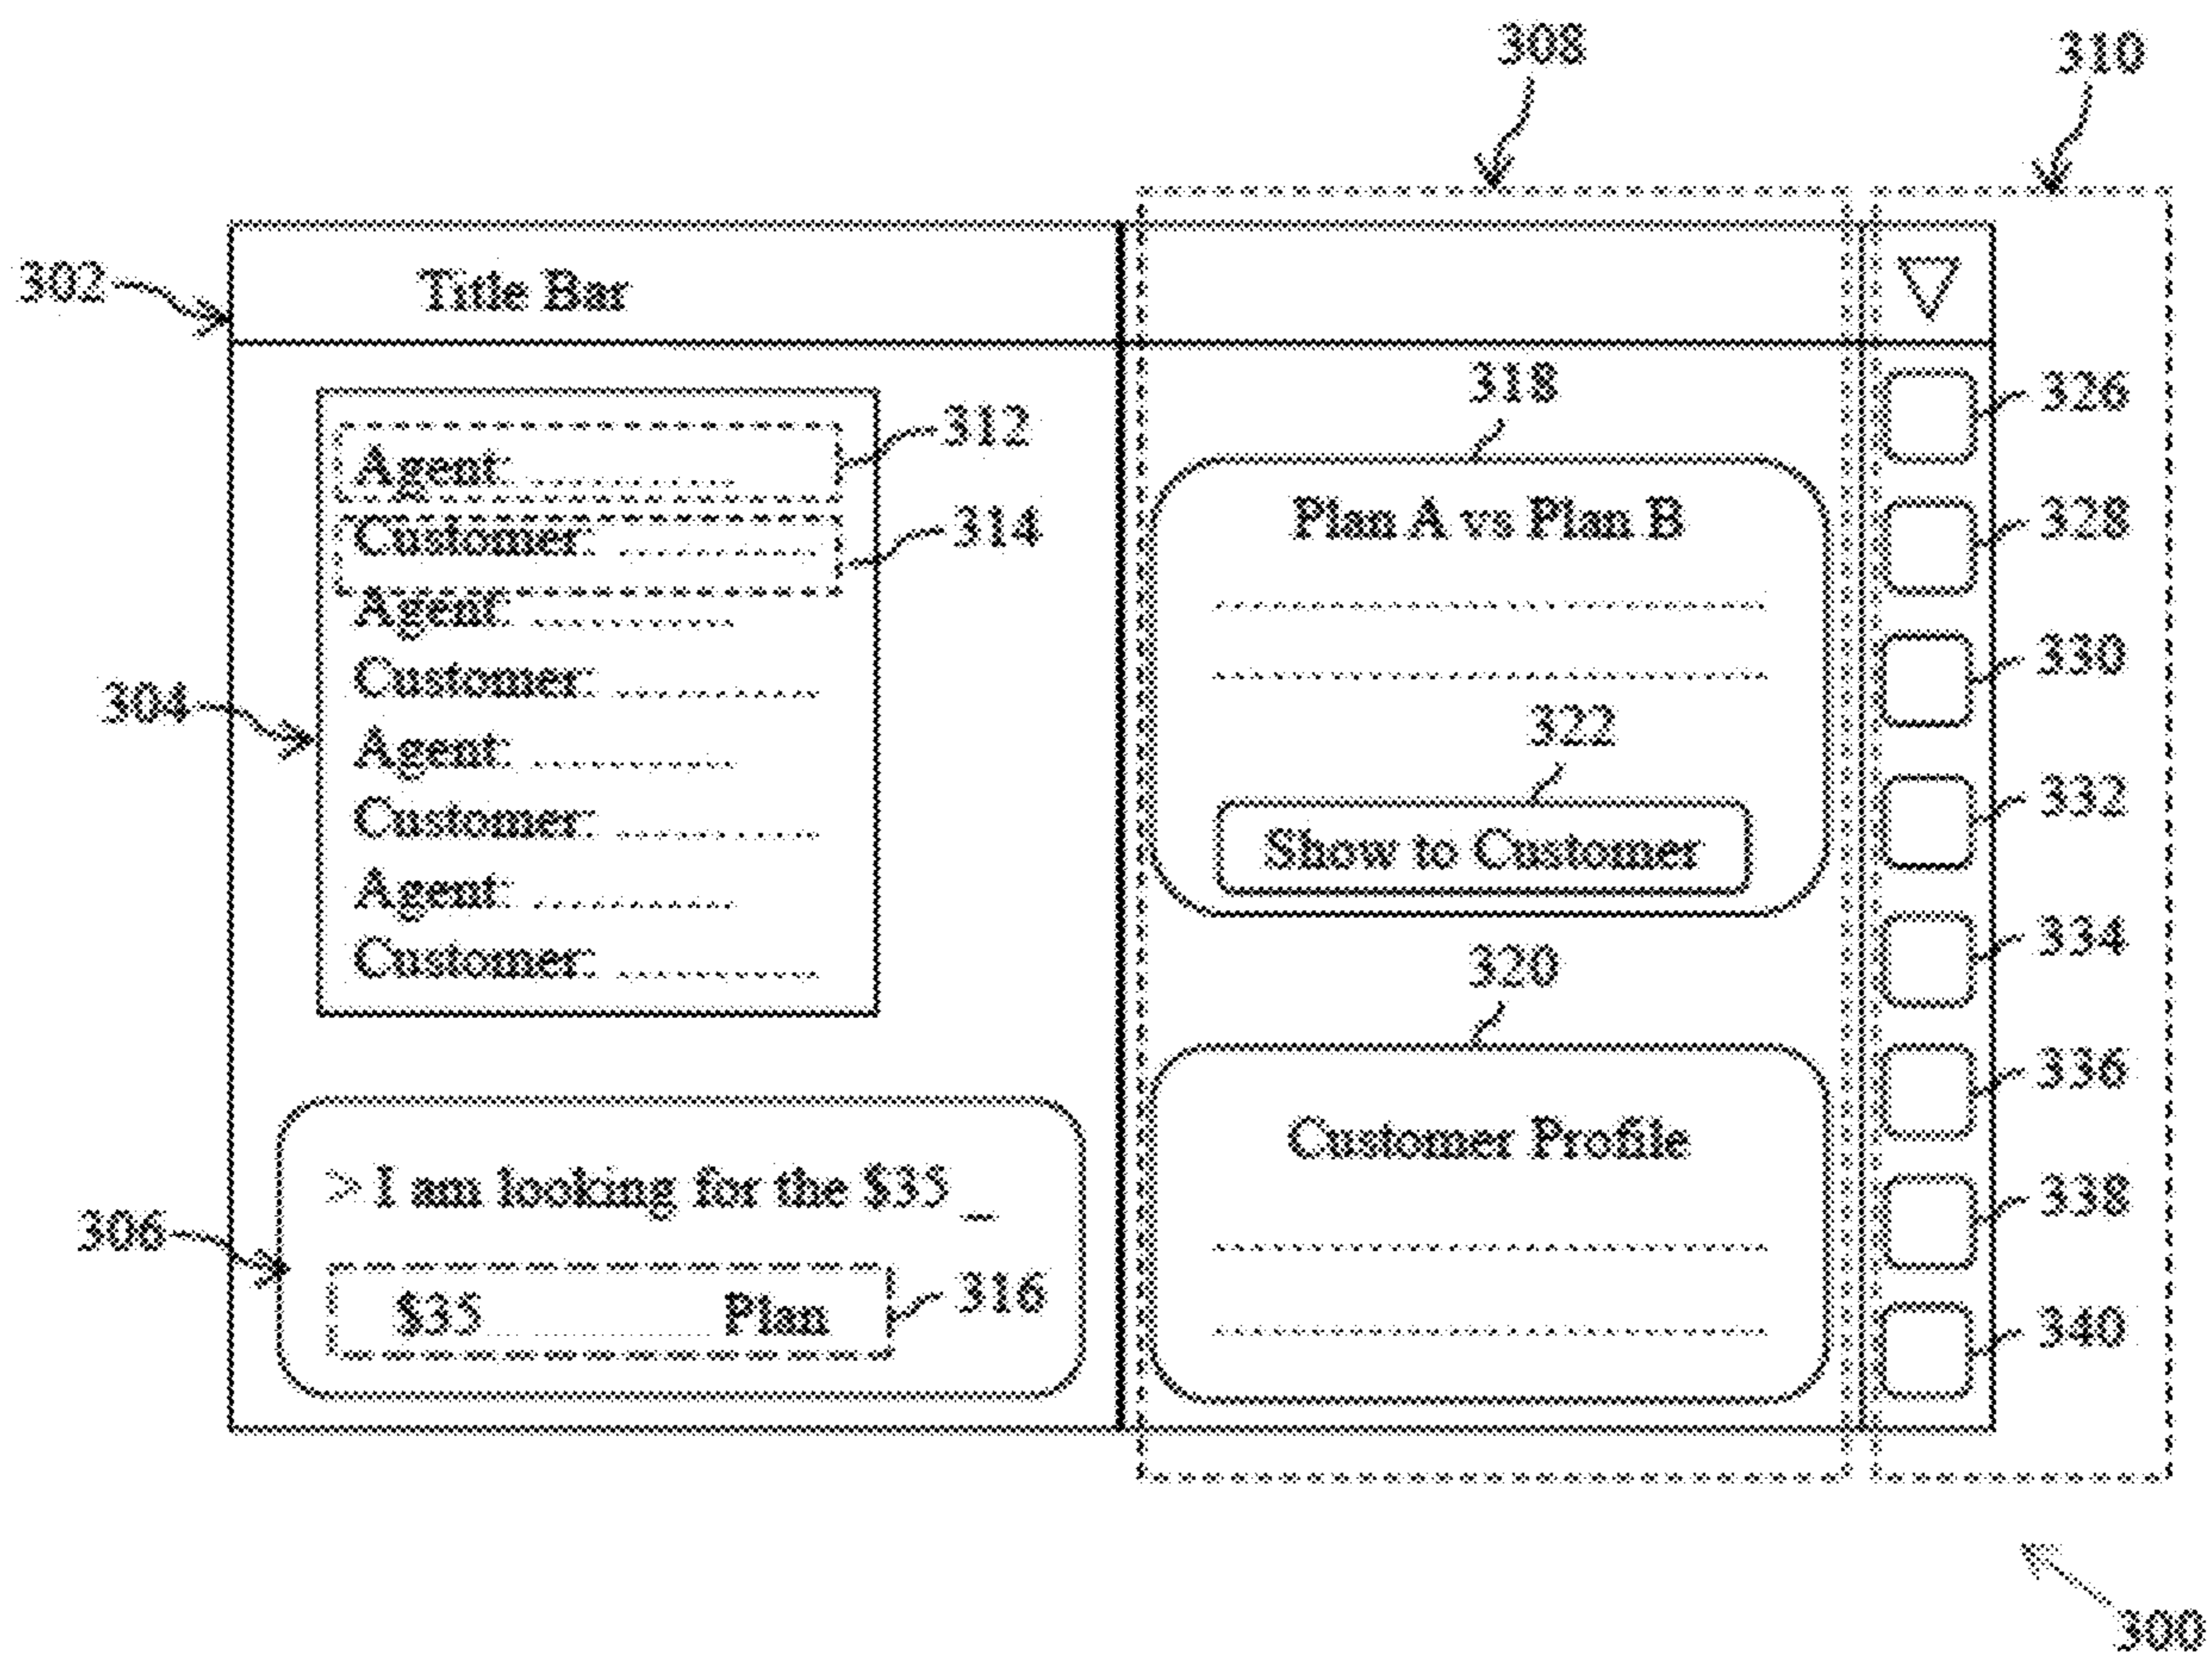 308
310
302
Title Bar
318
326
Agent: ..............
312
Plan A vs Plan B
328
Customer: ..............
314
Agent: ..............
330
Customer: ..............
304
322
Agent: ..............
332
Customer: ..............
Show to Customer
Agent: ..............
334
Customer: ..............
320
336
Customer Profile
> I am looking for the $35 _
338
306
316
$35.................Plan
340
300